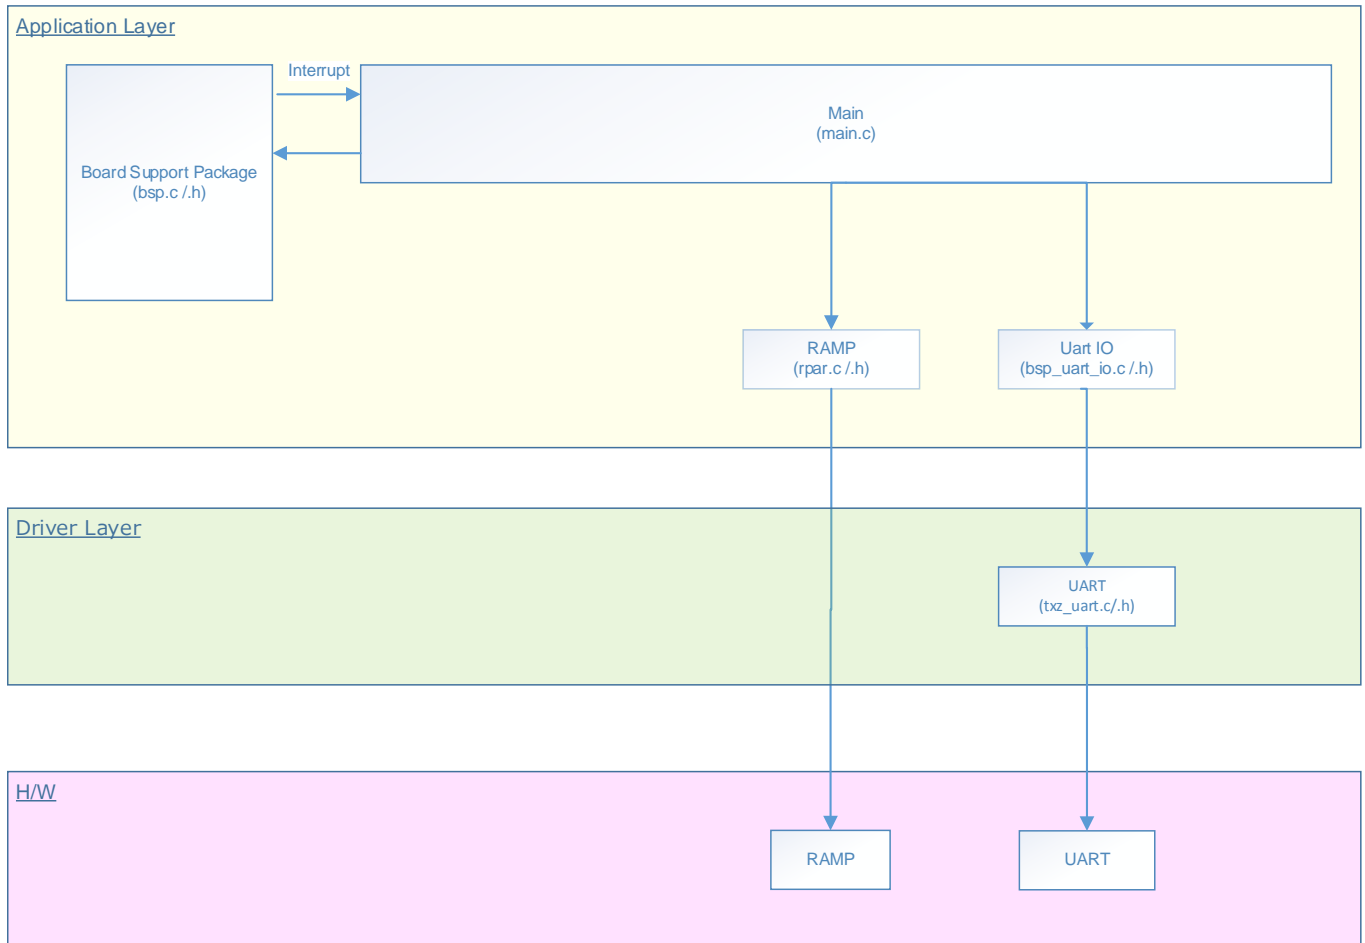 Application Layer
Interrupt
Main
(main.c)
Board Support Package
(bsp.c /.h)
RAMP
(rpar.c /.h)
Uart IO
(bsp_uart_io.c /.h)
Driver Layer
UART
(txz_uart.c/.h)
H/W
RAMP
UART